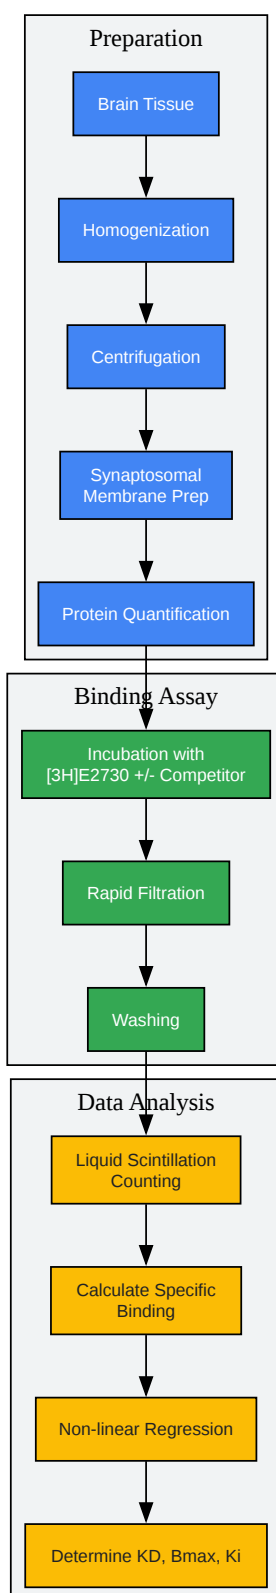 Preparation
Brain Tissue
Homogenization
Centrifugation
Synaptosomal
Membrane Prep
Protein Quantification
Binding Assay
Incubation with
[3H]E2730 +/- Competitor
Rapid Filtration
Washing
Data Analysis
Liquid Scintillation
Counting
Calculate Specific
Binding
Non-linear Regression
Determine KD, Bmax, Ki